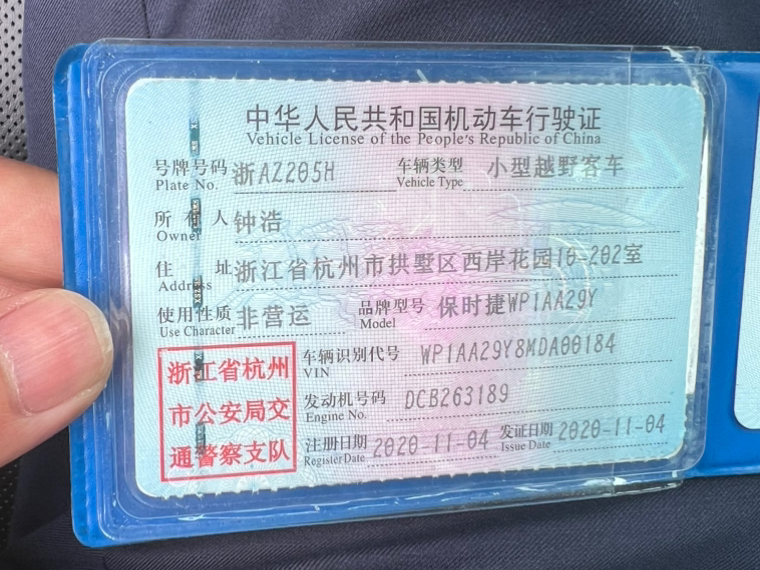 中华人民共和国机动车行驶证
Vehicle License of the People's Republic of China
号牌号码 浙AZ205H 车辆类型 小型越野客车
Plate No. Vehicle Type
所有人 钟浩
Owner
住址 浙江省杭州市拱墅区西岸花园10-202室
Address
使用性质 非营运 品牌型号 保时捷WP1AA29Y
Use Character Model
浙江省杭州
市公安局交
通警察支队
车辆识别代号 WP1AA29Y8MDA00184
VIN
发动机号码 DCB263189
Engine No.
注册日期 2020-11-04 发证日期 2020-11-04
Register Date Issue Date